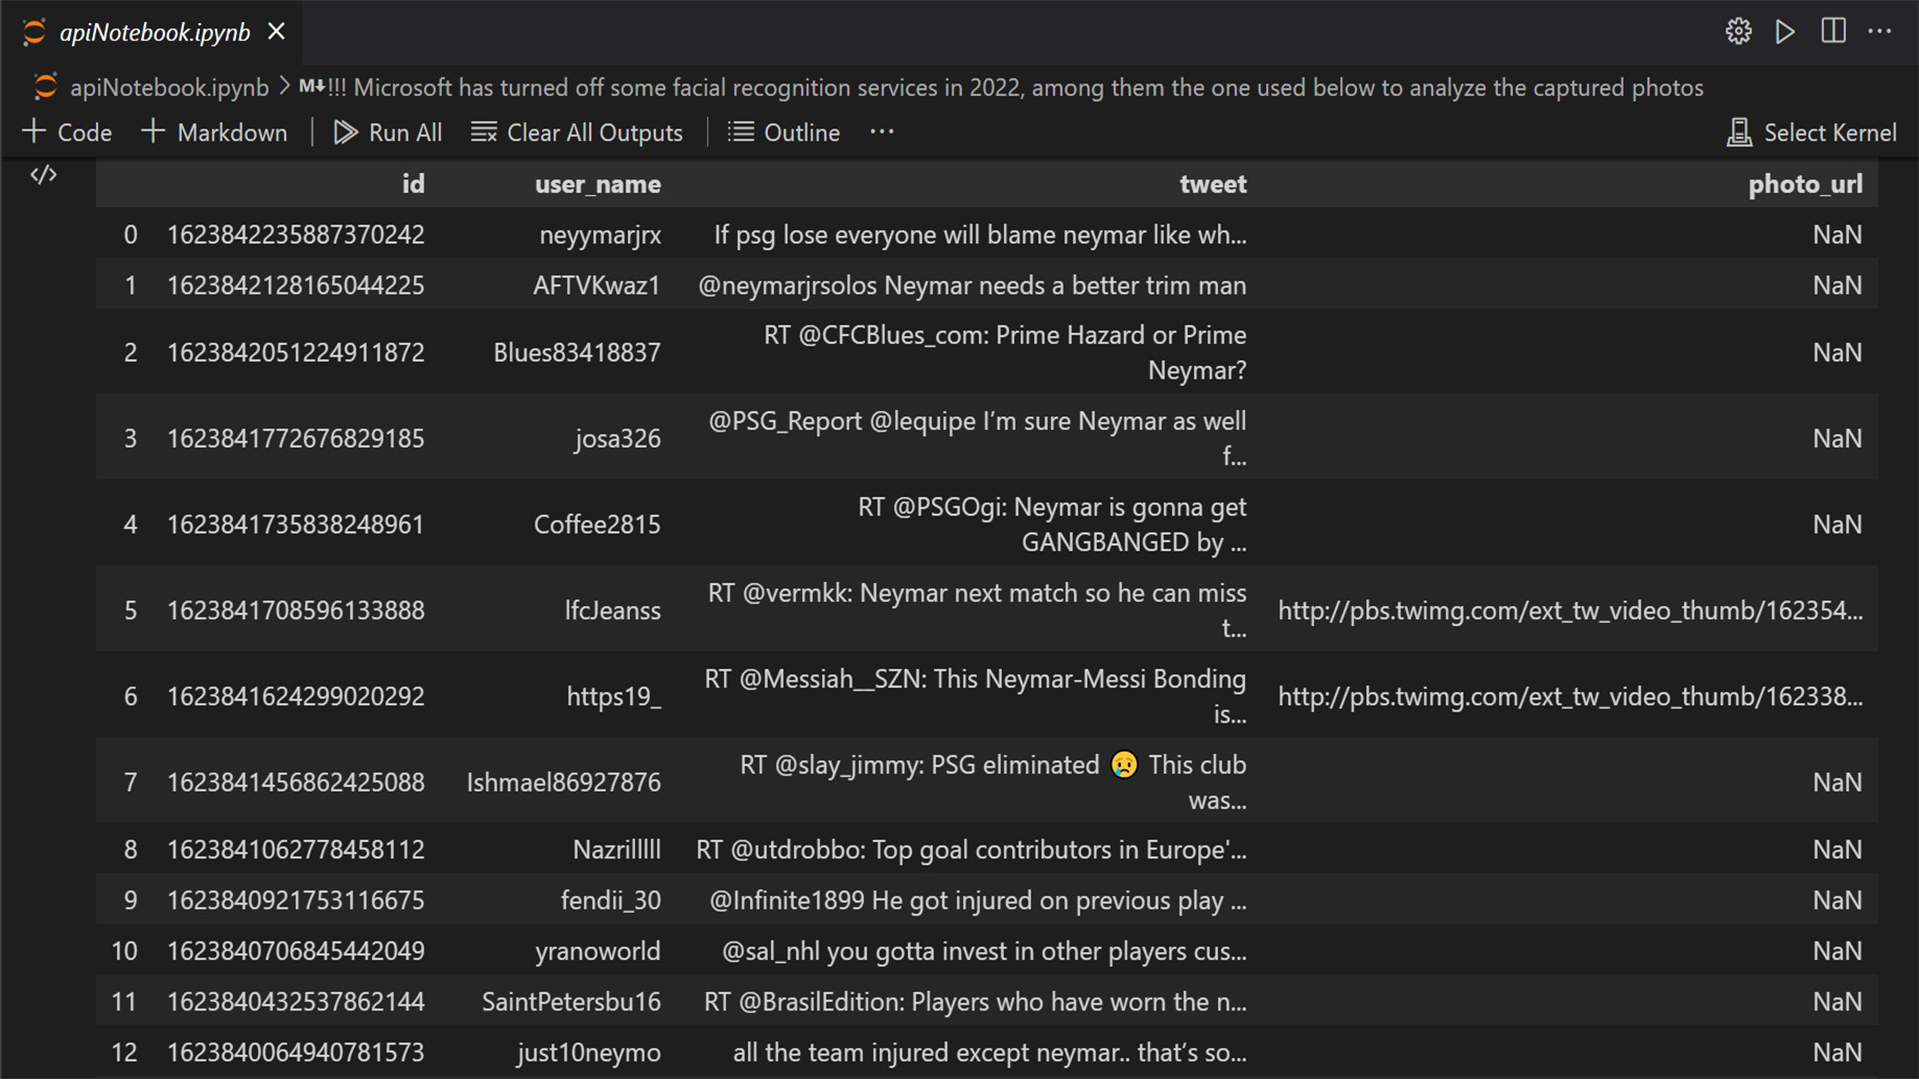 apiNotebook.ipynb
apiNotebook.ipynb > M↓!!! Microsoft has turned off some facial recognition services in 2022, among them the one used below to analyze the captured photos
+ Code + Markdown | Run All Clear All Outputs | Outline ··· Select Kernel
</> id user_name tweet photo_url
0 1623842235887370242 neyymarjrx If psg lose everyone will blame neymar like wh... NaN
1 1623842128165044225 AFTVKwaz1 @neymarjrsolos Neymar needs a better trim man NaN
2 1623842051224911872 Blues83418837 RT @CFCBlues_com: Prime Hazard or Prime NaN
Neymar?
3 1623841772676829185 josa326 @PSG_Report @lequipe I’m sure Neymar as well NaN
f...
4 1623841735838248961 Coffee2815 RT @PSGOgi: Neymar is gonna get NaN
GANGBANGED by ...
5 1623841708596133888 lfcJeanss RT @vermkk: Neymar next match so he can miss http://pbs.twimg.com/ext_tw_video_thumb/162354...
t...
6 1623841624299020292 https19_ RT @Messiah__SZN: This Neymar-Messi Bonding http://pbs.twimg.com/ext_tw_video_thumb/162338...
is...
7 1623841456862425088 Ishmael86927876 RT @slay_jimmy: PSG eliminated 😢 This club NaN
was...
8 1623841062778458112 Nazrilllll RT @utdrobbo: Top goal contributors in Europe'... NaN
9 1623840921753116675 fendii_30 @Infinite1899 He got injured on previous play ... NaN
10 1623840706845442049 yranoworld @sal_nhl you gotta invest in other players cus... NaN
11 1623840432537862144 SaintPetersbu16 RT @BrasilEdition: Players who have worn the n... NaN
12 1623840064940781573 just10neymo all the team injured except neymar.. that’s so... NaN